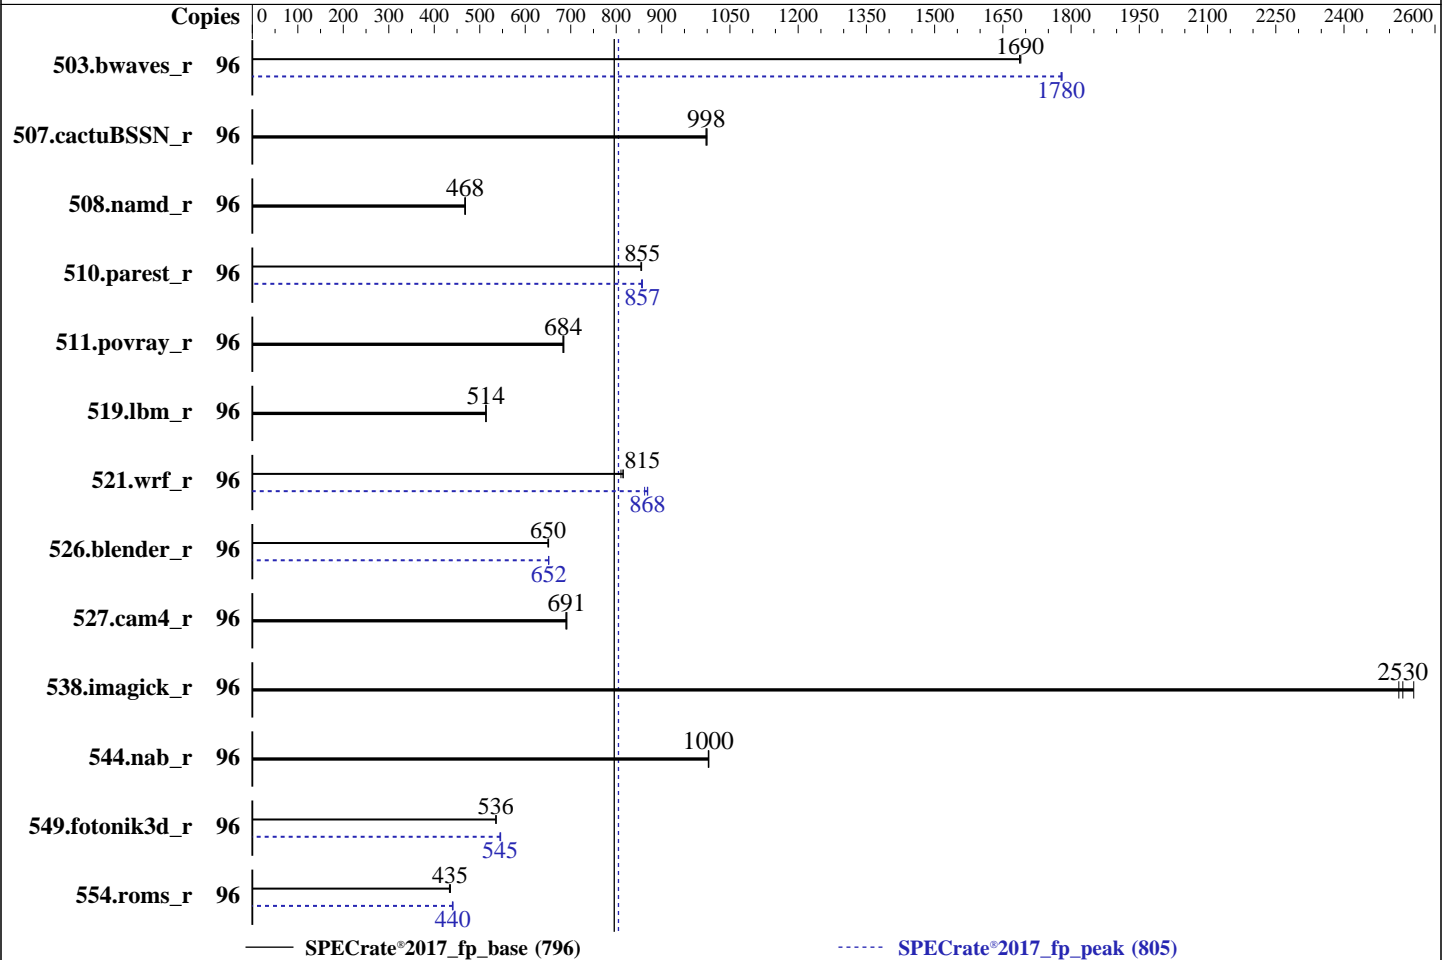 Copies 0 100 200 300 400 500 600 700 800 900 1050 1200 1350 1500 1650 1800 1950 2100 2250 2400 2600
503.bwaves_r 96 1690
1780
507.cactuBSSN_r 96 998
508.namd_r 96 468
510.parest_r 96 855
857
511.povray_r 96 684
519.lbm_r 96 514
521.wrf_r 96 815
868
526.blender_r 96 650
652
527.cam4_r 96 691
538.imagick_r 96 2530
544.nab_r 96 1000
549.fotonik3d_r 96 536
545
554.roms_r 96 435
440
SPECrate®2017_fp_base (796) SPECrate®2017_fp_peak (805)